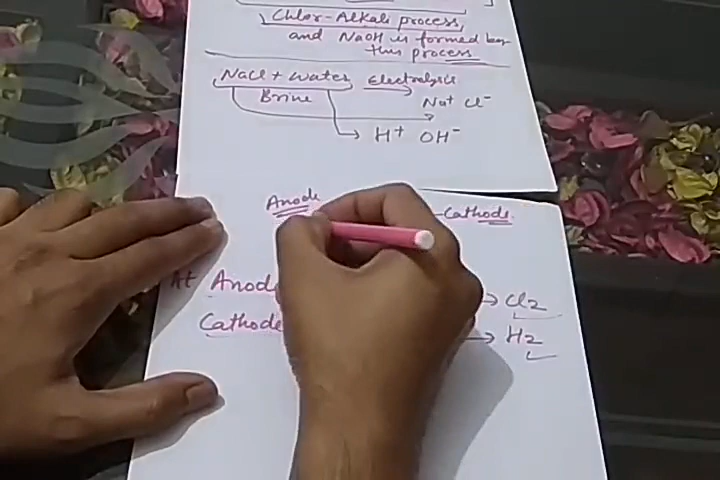 Chlor-Alkali process,
and NaOH is formed by
this process
NaCl + water Electrolysis
Brine Na+ Cl-
H+ OH-
Anode Cathode.
At Anode → Cl2
Cathode → H2